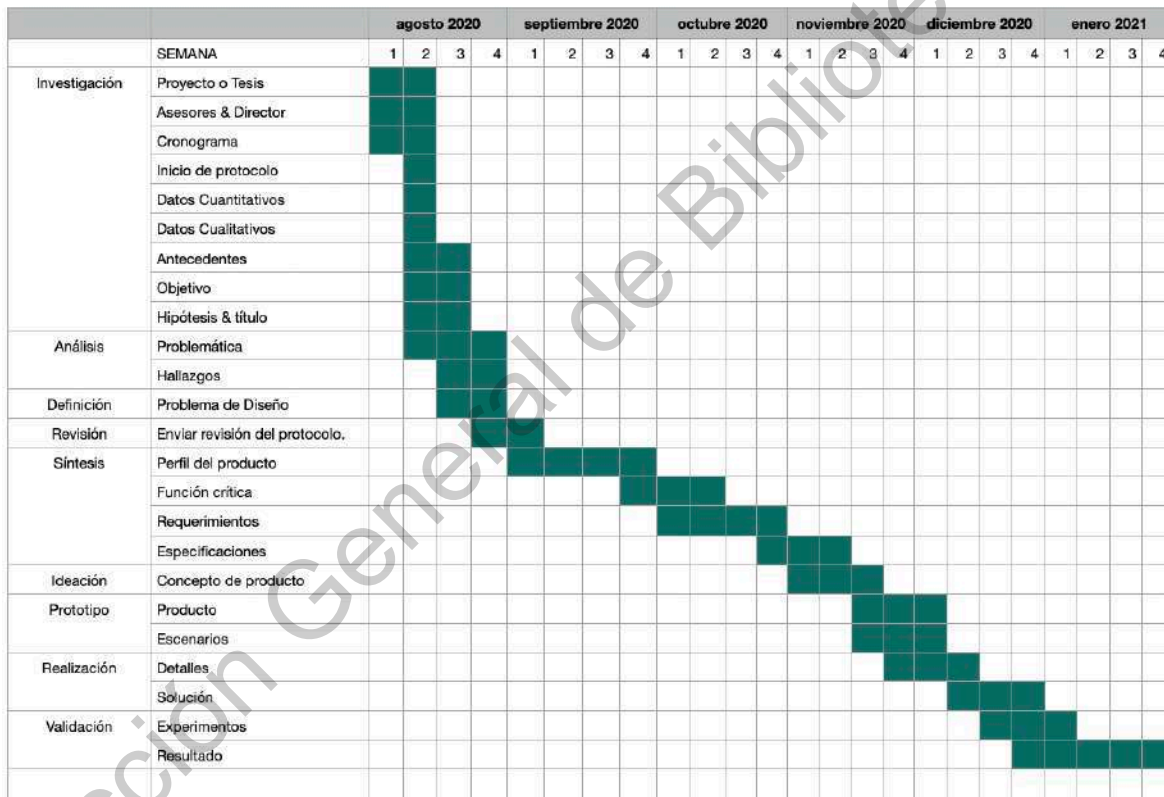 agosto 2020 septiembre 2020 octubre 2020 noviembre 2020 diciembre 2020 enero 2021
SEMANA 1 2 3 4 1 2 3 4 1 2 3 4 1 2 3 4 1 2 3 4 1 2 3 4
Investigación Proyecto o Tesis
Asesores & Director
Cronograma
Inicio de protocolo
Datos Cuantitativos
Datos Cualitativos
Antecedentes
Objetivo
Hipótesis & título
Análisis Problemática
Hallazgos
Definición Problema de Diseño
Revisión Enviar revisión del protocolo.
Síntesis Perfil del producto
Función crítica
Requerimientos
Especificaciones
Ideación Concepto de producto
Prototipo Producto
Escenarios
Realización Detalles
Solución
Validación Experimentos
Resultado
General de